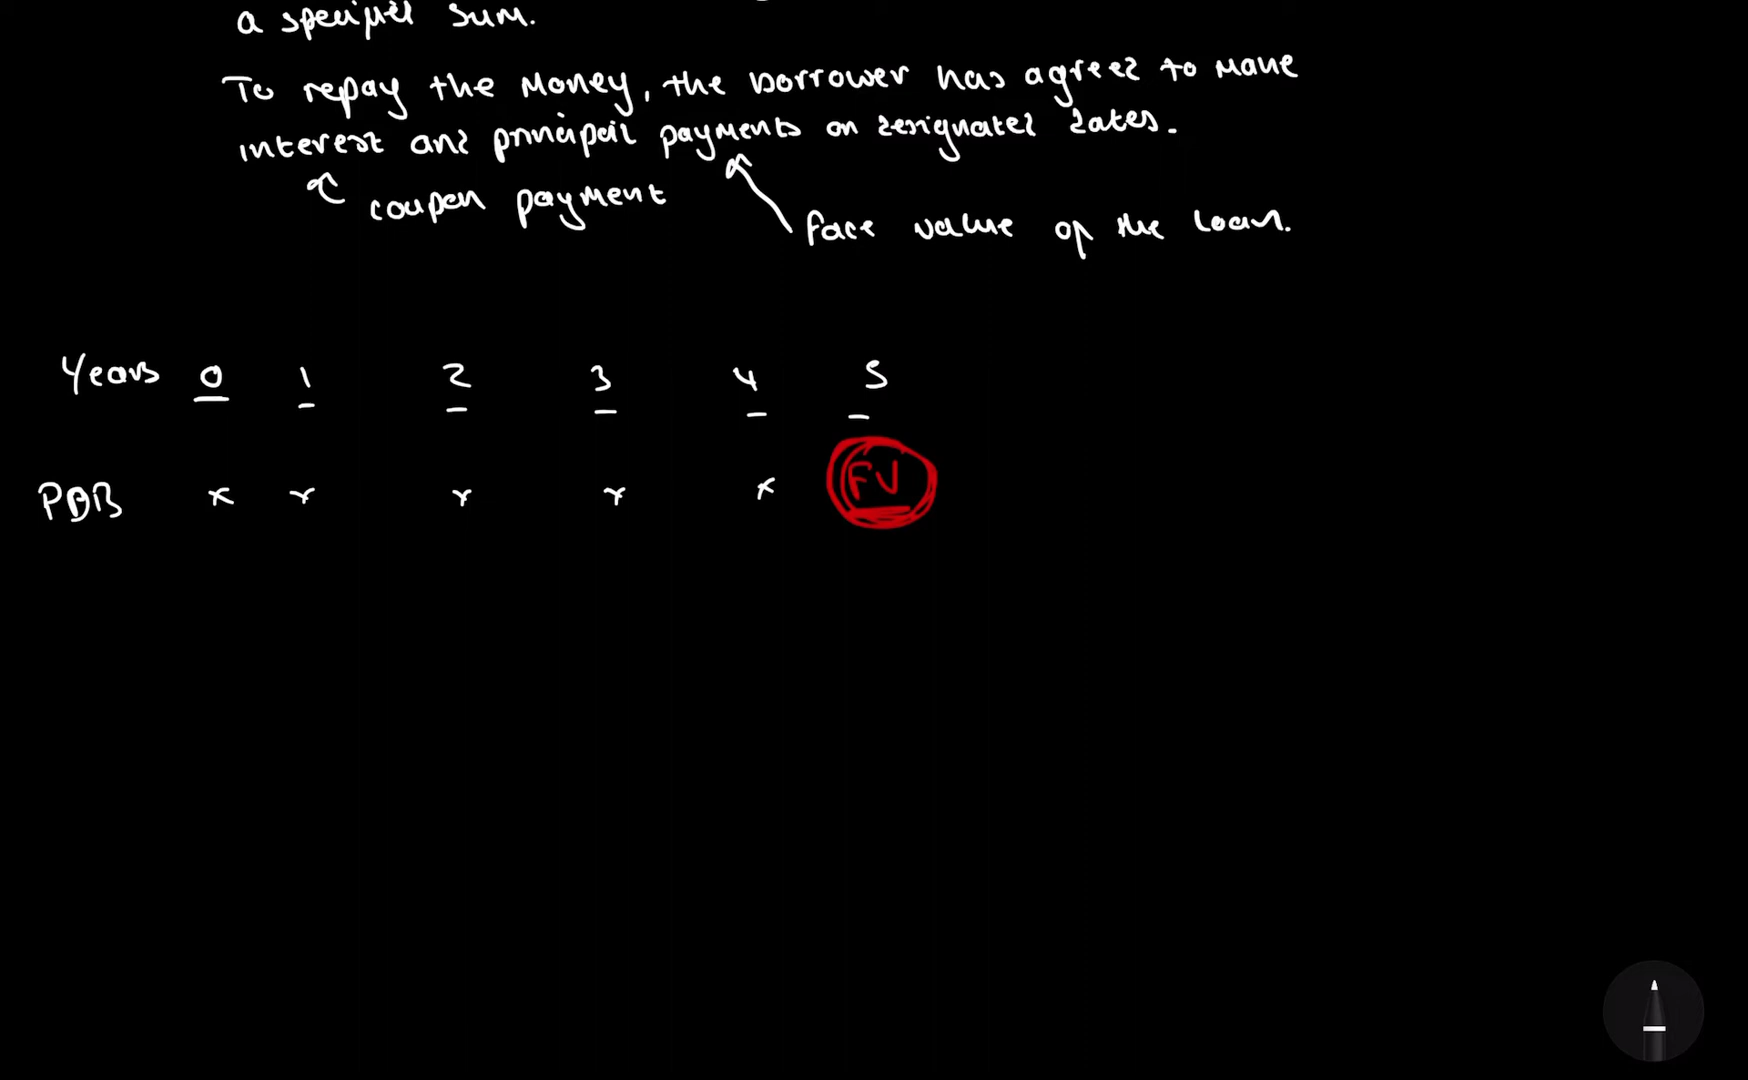 a specified sum.
To repay the money, the borrower has agreed to make
interest and principal payments on designated dates.
coupon payment
face value of the loan.
Years 0 1 2 3 4 5
PDB x x x x x FV